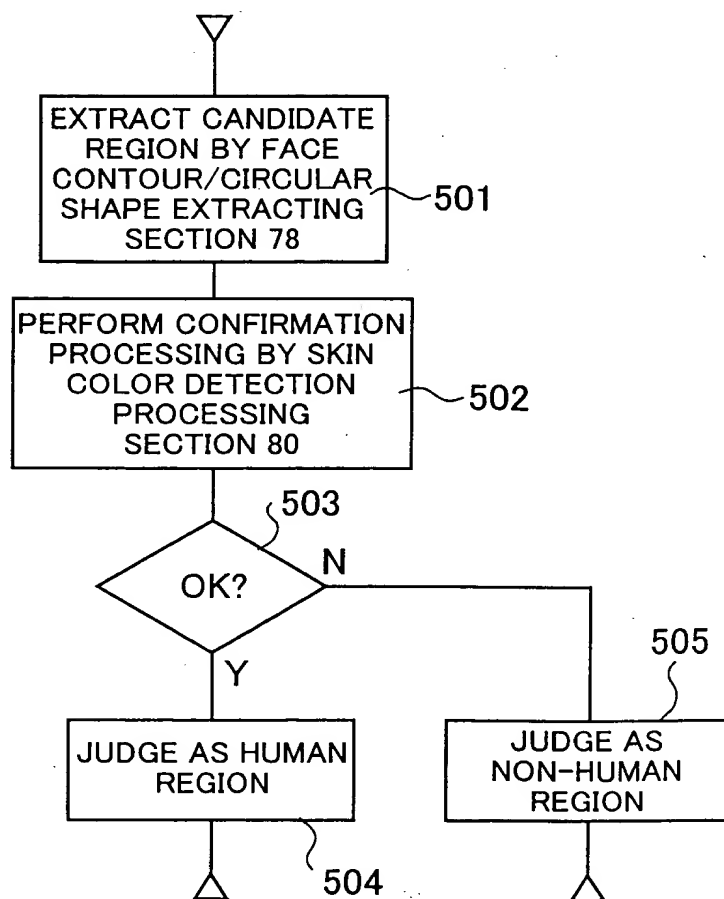 EXTRACT CANDIDATE
REGION BY FACE
CONTOUR/CIRCULAR
SHAPE EXTRACTING
SECTION 78
501
PERFORM CONFIRMATION
PROCESSING BY SKIN
COLOR DETECTION
PROCESSING
SECTION 80
502
503
OK?
N
Y
505
JUDGE AS HUMAN
REGION
504
JUDGE AS
NON-HUMAN
REGION